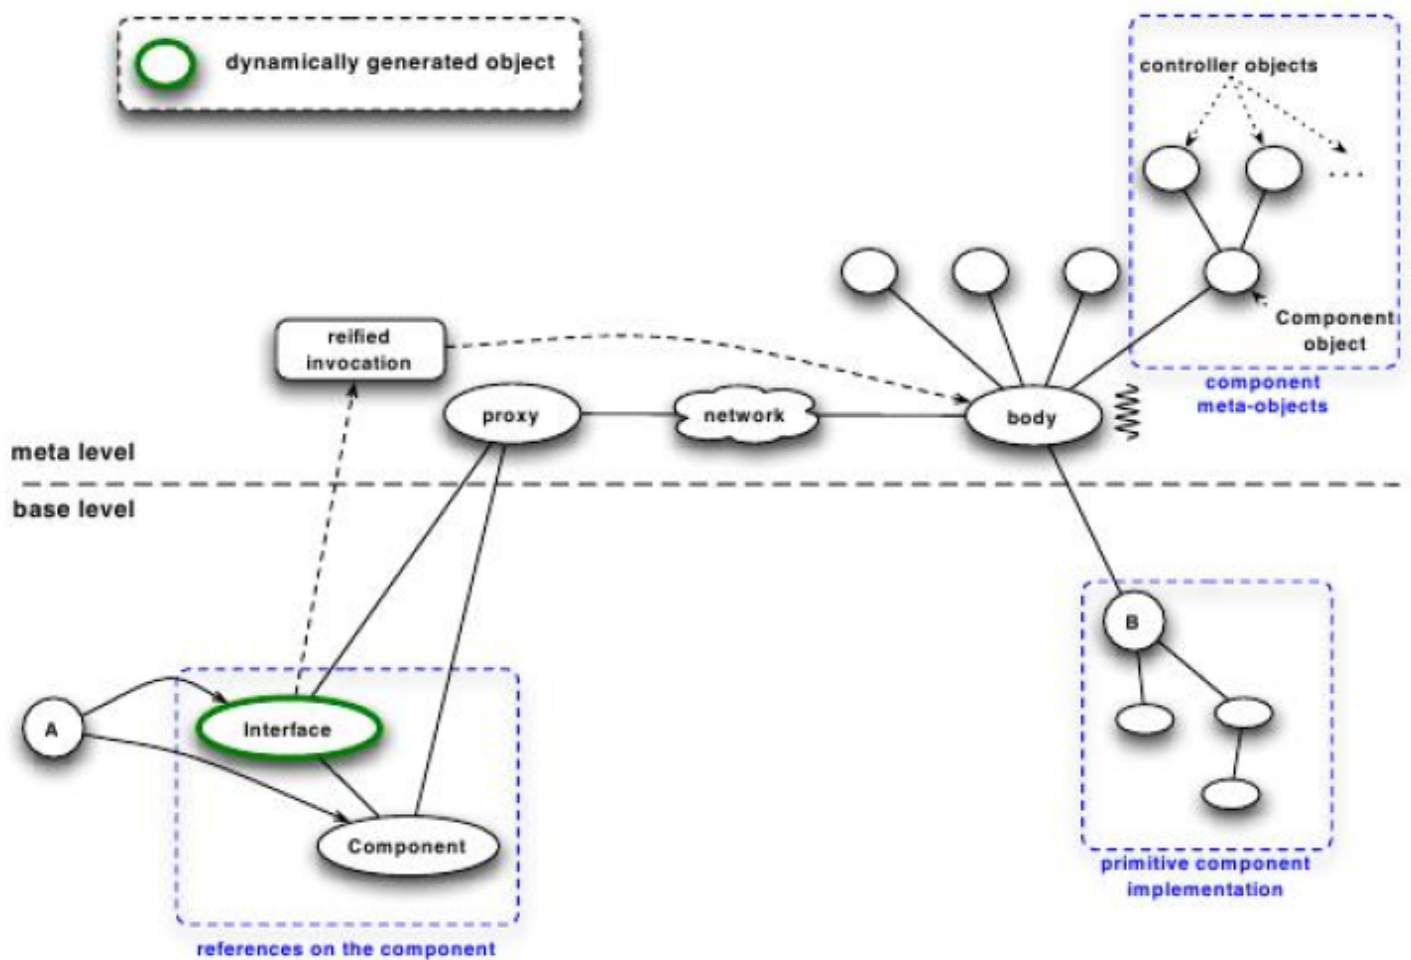 dynamically generated object
controller objects
. . .
Component
object
component
meta-objects
reified
invocation
proxy
network
body
meta level
base level
A
Interface
Component
references on the component
B
primitive component
implementation